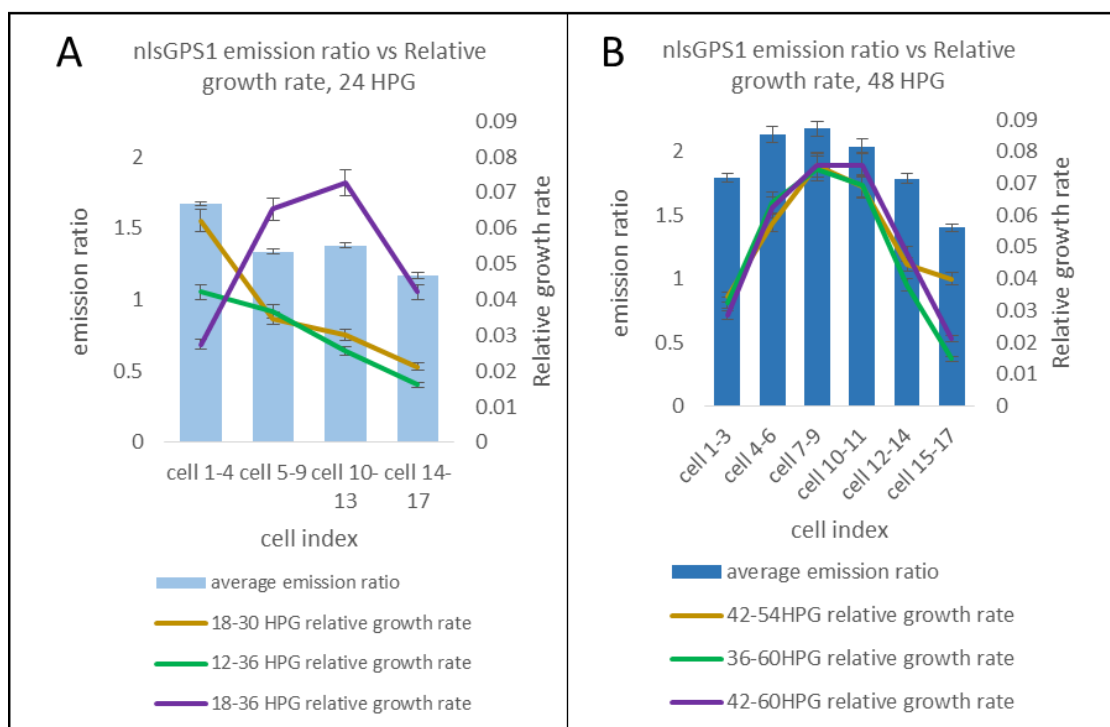 A
nlsGPS1 emission ratio vs Relative
growth rate, 24 HPG
emission ratio
2
1.5
1
0.5
0
0.09
0.08
0.07
0.06
0.05
0.04
0.03
0.02
0.01
0
Relative growth rate
cell 1-4 cell 5-9 cell 10- cell 14-
13 17
cell index
average emission ratio
18-30 HPG relative growth rate
12-36 HPG relative growth rate
18-36 HPG relative growth rate
B
nlsGPS1 emission ratio vs Relative
growth rate, 48 HPG
emission ratio
2
1.5
1
0.5
0
0.09
0.08
0.07
0.06
0.05
0.04
0.03
0.02
0.01
0
Relative growth rate
cell 1-3
cell 4-6
cell 7-9
cell 10-11
cell 12-14
cell 15-17
cell index
average emission ratio
42-54HPG relative growth rate
36-60HPG relative growth rate
42-60HPG relative growth rate